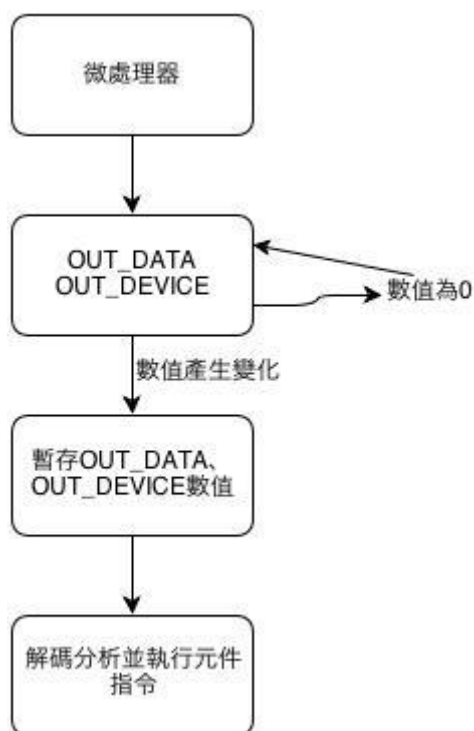 微處理器
OUT_DATA
OUT_DEVICE
數值為0
數值產生變化
暫存OUT_DATA、
OUT_DEVICE數值
解碼分析並執行元件
指令